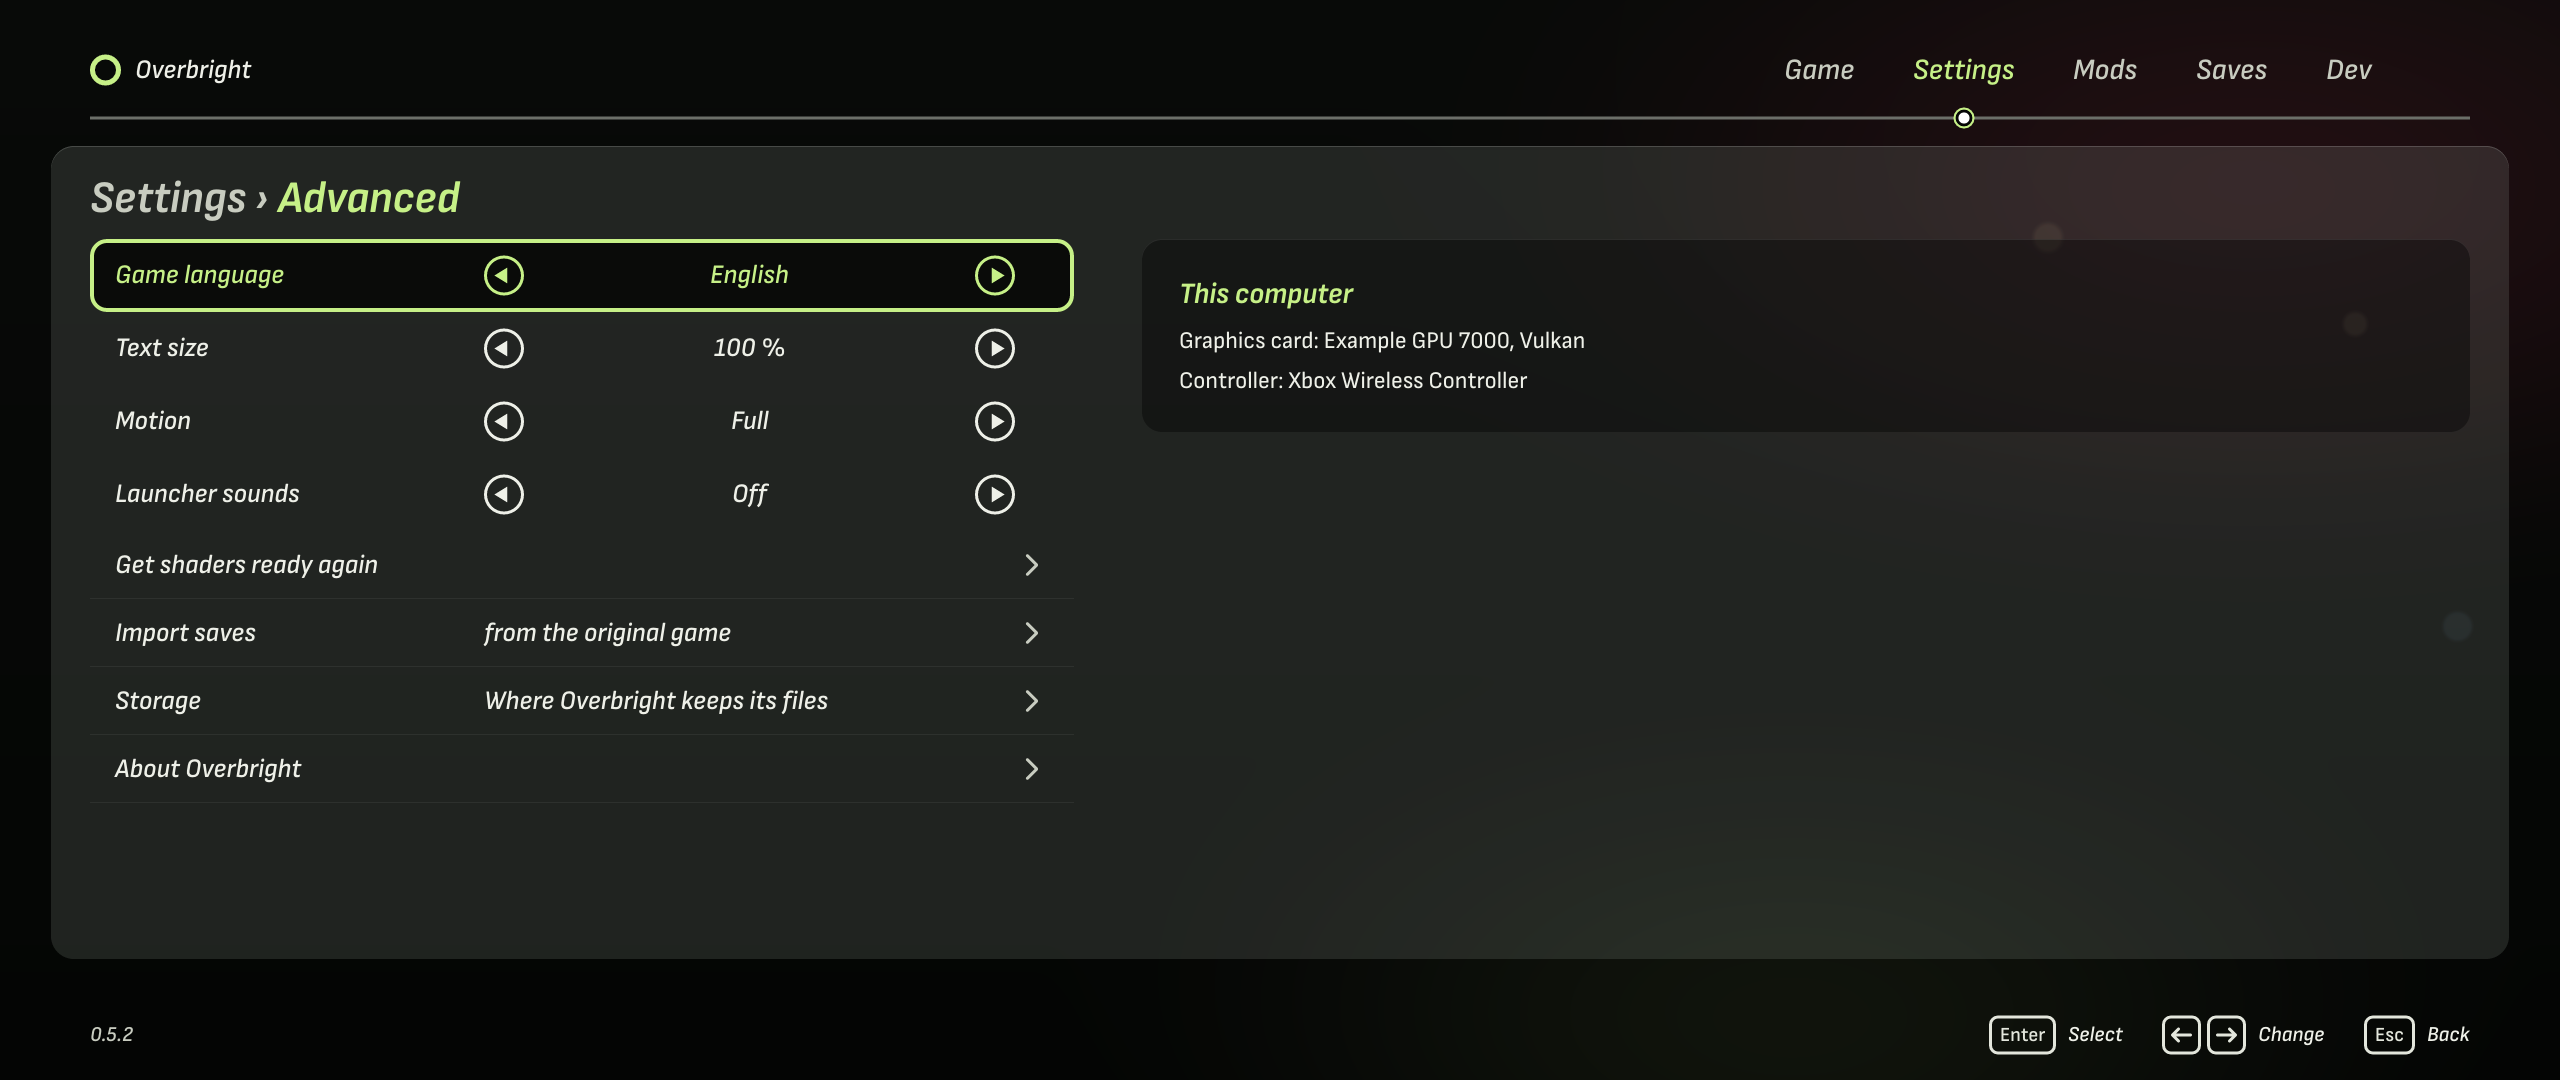 Overbright
Game Settings Mods Saves Dev
Settings › Advanced
Game language English
Text size 100 %
Motion Full
Launcher sounds Off
Get shaders ready again
Import saves from the original game
Storage Where Overbright keeps its files
About Overbright
This computer
Graphics card: Example GPU 7000, Vulkan
Controller: Xbox Wireless Controller
0.5.2
Enter Select ← → Change Esc Back